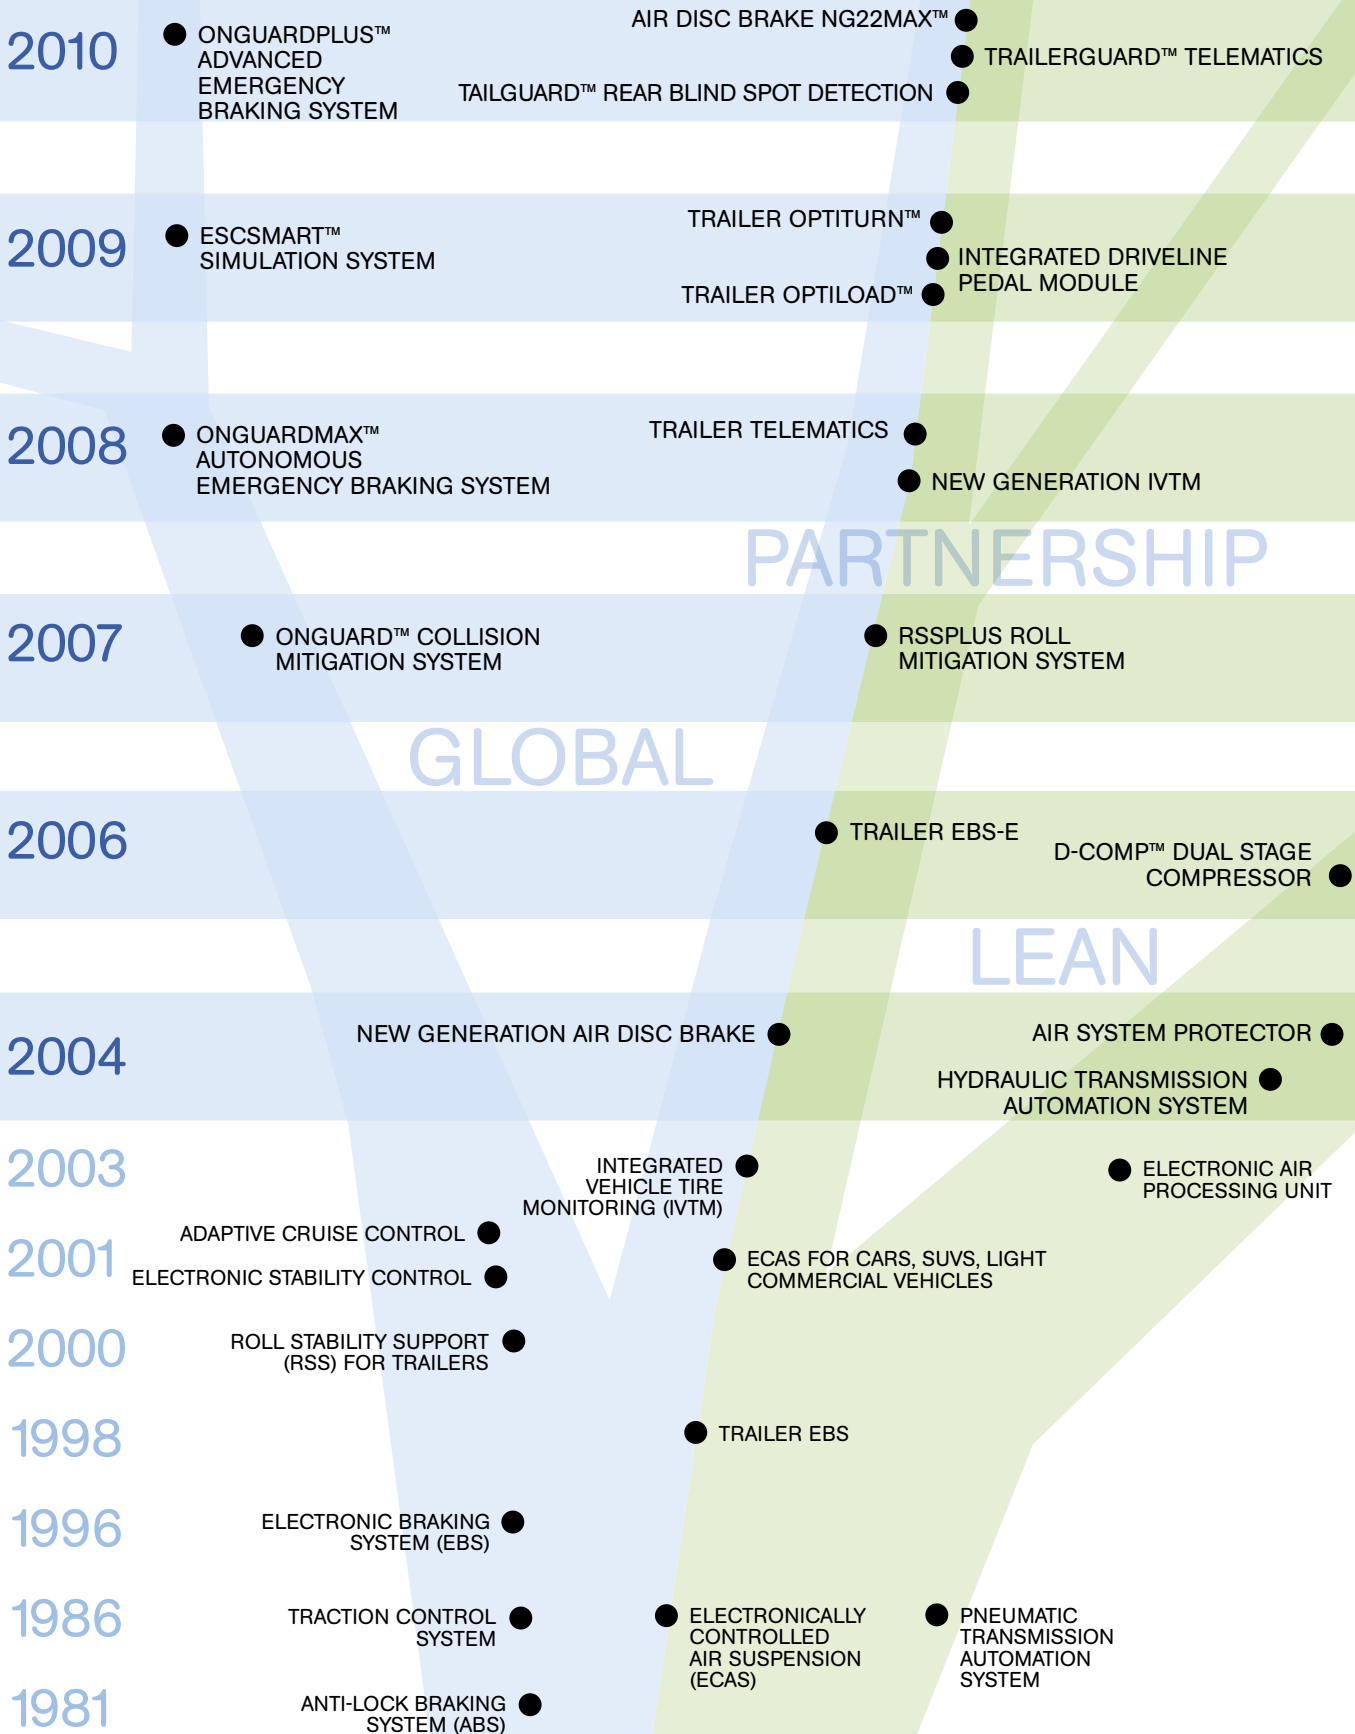 2010
ONGUARDPLUS™
ADVANCED
EMERGENCY
BRAKING SYSTEM
AIR DISC BRAKE NG22MAX™
TRAILERGUARD™ TELEMATICS
TAILGUARD™ REAR BLIND SPOT DETECTION
2009
ESCSMART™
SIMULATION SYSTEM
TRAILER OPTITURN™
INTEGRATED DRIVELINE
PEDAL MODULE
TRAILER OPTILOAD™
2008
ONGUARDMAX™
AUTONOMOUS
EMERGENCY BRAKING SYSTEM
TRAILER TELEMATICS
NEW GENERATION IVTM
PARTNERSHIP
2007
ONGUARD™ COLLISION
MITIGATION SYSTEM
RSSPLUS ROLL
MITIGATION SYSTEM
GLOBAL
2006
TRAILER EBS-E
D-COMP™ DUAL STAGE
COMPRESSOR
LEAN
2004
NEW GENERATION AIR DISC BRAKE
AIR SYSTEM PROTECTOR
HYDRAULIC TRANSMISSION
AUTOMATION SYSTEM
2003
INTEGRATED
VEHICLE TIRE
MONITORING (IVTM)
ELECTRONIC AIR
PROCESSING UNIT
2001
ADAPTIVE CRUISE CONTROL
ELECTRONIC STABILITY CONTROL
ECAS FOR CARS, SUVS, LIGHT
COMMERCIAL VEHICLES
2000
ROLL STABILITY SUPPORT
(RSS) FOR TRAILERS
1998
TRAILER EBS
1996
ELECTRONIC BRAKING
SYSTEM (EBS)
1986
TRACTION CONTROL
SYSTEM
ELECTRONICALLY
CONTROLLED
AIR SUSPENSION
(ECAS)
PNEUMATIC
TRANSMISSION
AUTOMATION
SYSTEM
1981
ANTI-LOCK BRAKING
SYSTEM (ABS)